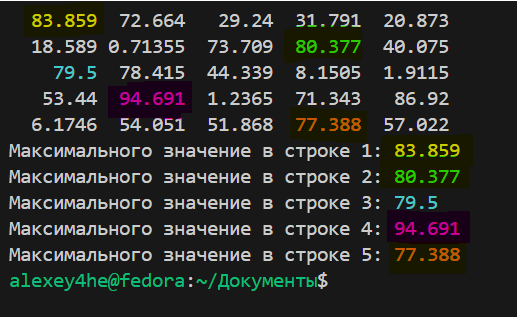 83.859 72.664 29.24 31.791 20.873
18.589 0.71355 73.709 80.377 40.075
79.5 78.415 44.339 8.1505 1.9115
53.44 94.691 1.2365 71.343 86.92
6.1746 54.051 51.868 77.388 57.022
Максимального значение в строке 1: 83.859
Максимального значение в строке 2: 80.377
Максимального значение в строке 3: 79.5
Максимального значение в строке 4: 94.691
Максимального значение в строке 5: 77.388
alexey4he@fedora:~/Документы$